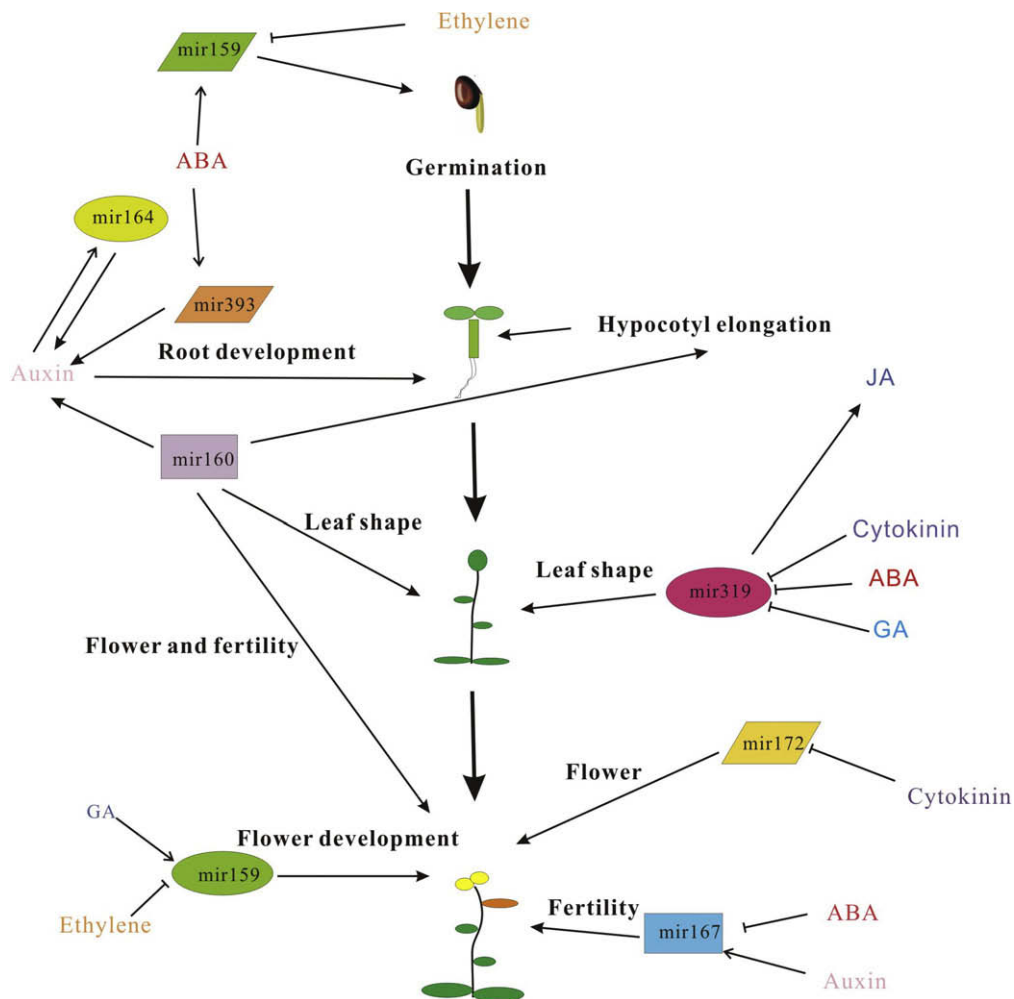 Ethylene
mir159
ABA
Germination
mir164
mir393
Hypocotyl elongation
Root development
Auxin
JA
mir160
Leaf shape
Cytokinin
Leaf shape
ABA
mir319
GA
Flower and fertility
mir172
Flower
Cytokinin
GA
Flower development
mir159
Ethylene
Fertility
ABA
mir167
Auxin